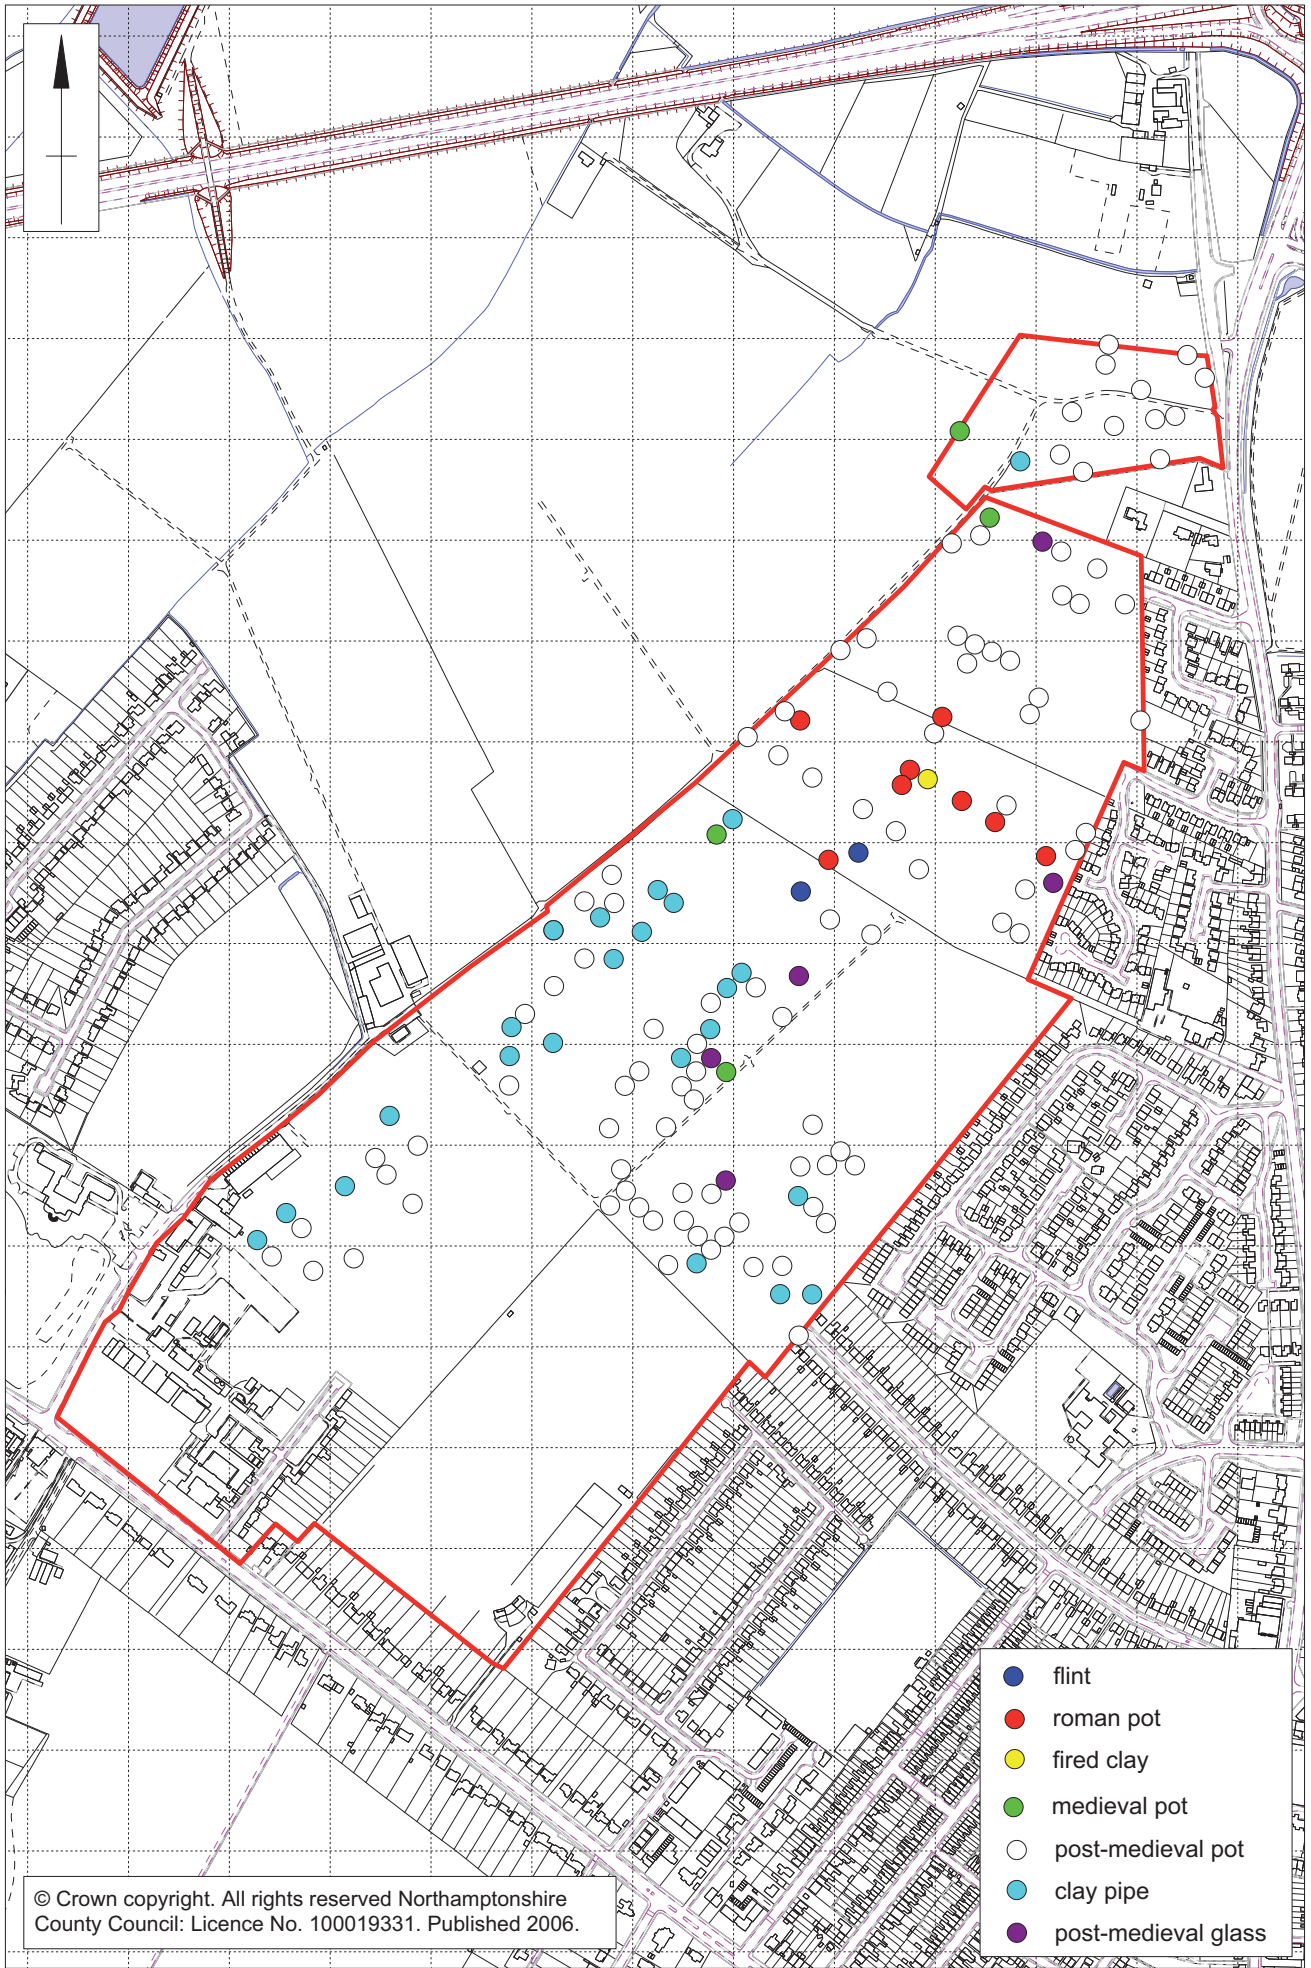 flint
roman pot
fired clay
medieval pot
post-medieval pot
clay pipe
post-medieval glass
© Crown copyright. All rights reserved Northamptonshire
County Council: Licence No. 100019331. Published 2006.